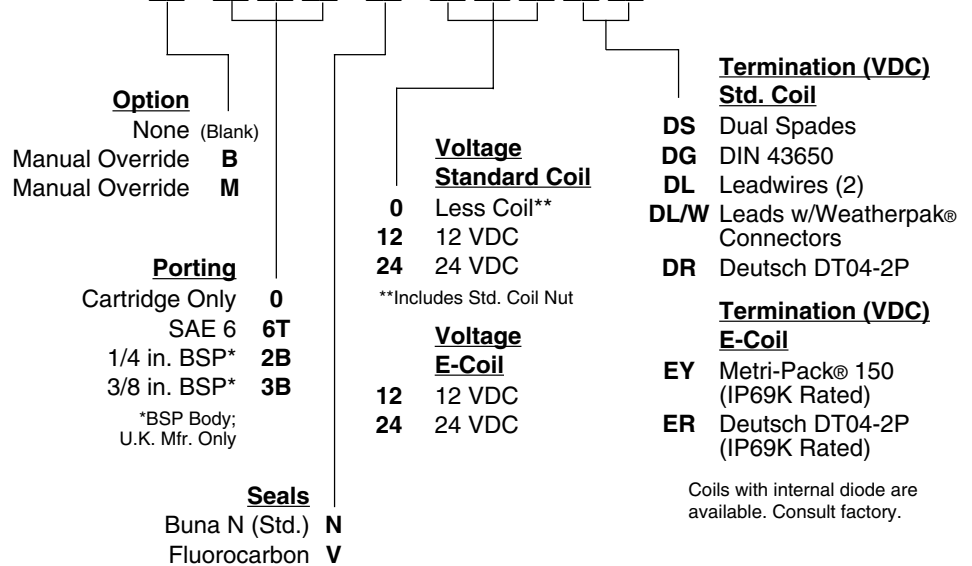 Option
None (Blank)
Manual Override B
Manual Override M
Porting
Cartridge Only 0
SAE 6 6T
1/4 in. BSP* 2B
3/8 in. BSP* 3B
*BSP Body;
U.K. Mfr. Only
Seals
Buna N (Std.) N
Fluorocarbon V
Voltage
Standard Coil
0 Less Coil**
12 12 VDC
24 24 VDC
**Includes Std. Coil Nut
Voltage
E-Coil
12 12 VDC
24 24 VDC
Termination (VDC)
Std. Coil
DS Dual Spades
DG DIN 43650
DL Leadwires (2)
DL/W Leads w/Weatherpak®
Connectors
DR Deutsch DT04-2P
Termination (VDC)
E-Coil
EY Metri-Pack® 150
(IP69K Rated)
ER Deutsch DT04-2P
(IP69K Rated)
Coils with internal diode are
available. Consult factory.